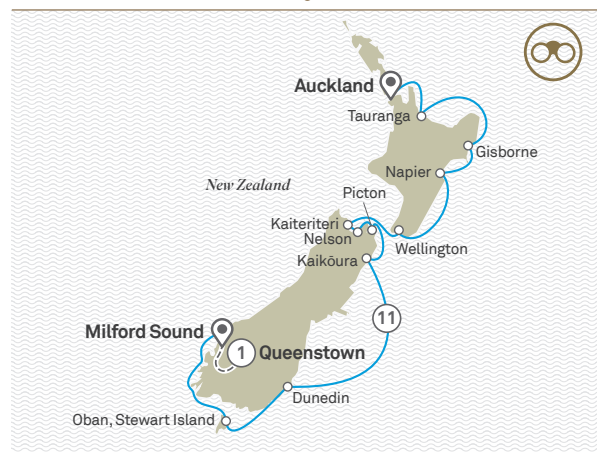 Auckland
Tauranga
Gisborne
Napier
New Zealand
Picton
Kaiteriteri
Nelson
Wellington
Kaikōura
11
Milford Sound
1
Queenstown
Dunedin
Oban, Stewart Island